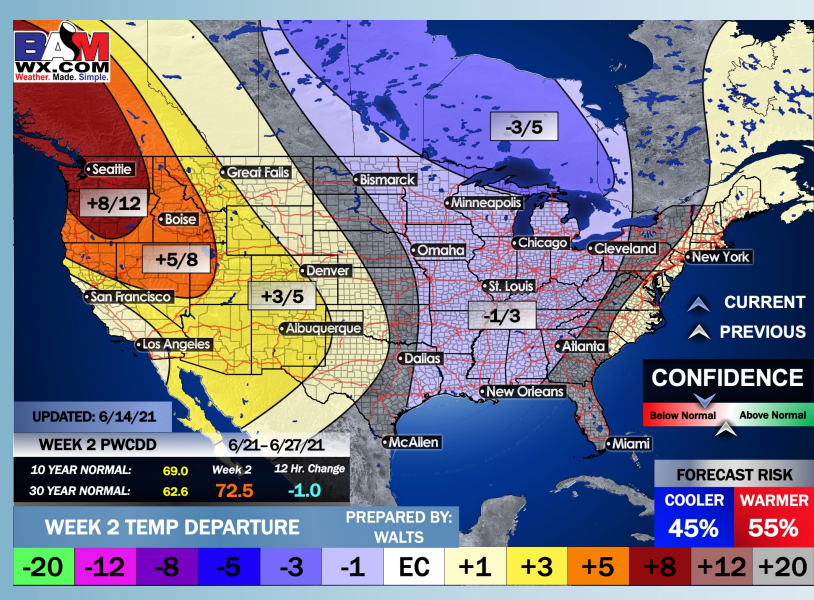 BAM
WX.COM
Weather. Made. Simple.
-3/5
Seattle
Great Falls
Bismarck
+8/12
Minneapolis
Boise
Chicago
Omaha
Cleveland
New York
+5/8
Denver
St. Louis
San Francisco
+3/5
CURRENT
-1/3
Albuquerque
PREVIOUS
Los Angeles
Atlanta
Dallas
CONFIDENCE
New Orleans
Below Normal
Above Normal
UPDATED: 6/14/21
McAllen
Miami
WEEK 2 PWCDD 6/21-6/27/21
10 YEAR NORMAL: 69.0 Week 2 12 Hr. Change
30 YEAR NORMAL: 62.6 72.5 -1.0
FORECAST RISK
COOLER WARMER
45% 55%
WEEK 2 TEMP DEPARTURE
PREPARED BY:
WALTS
-20 -12 -8 -5 -3 -1 EC +1 +3 +5 +8 +12 +20